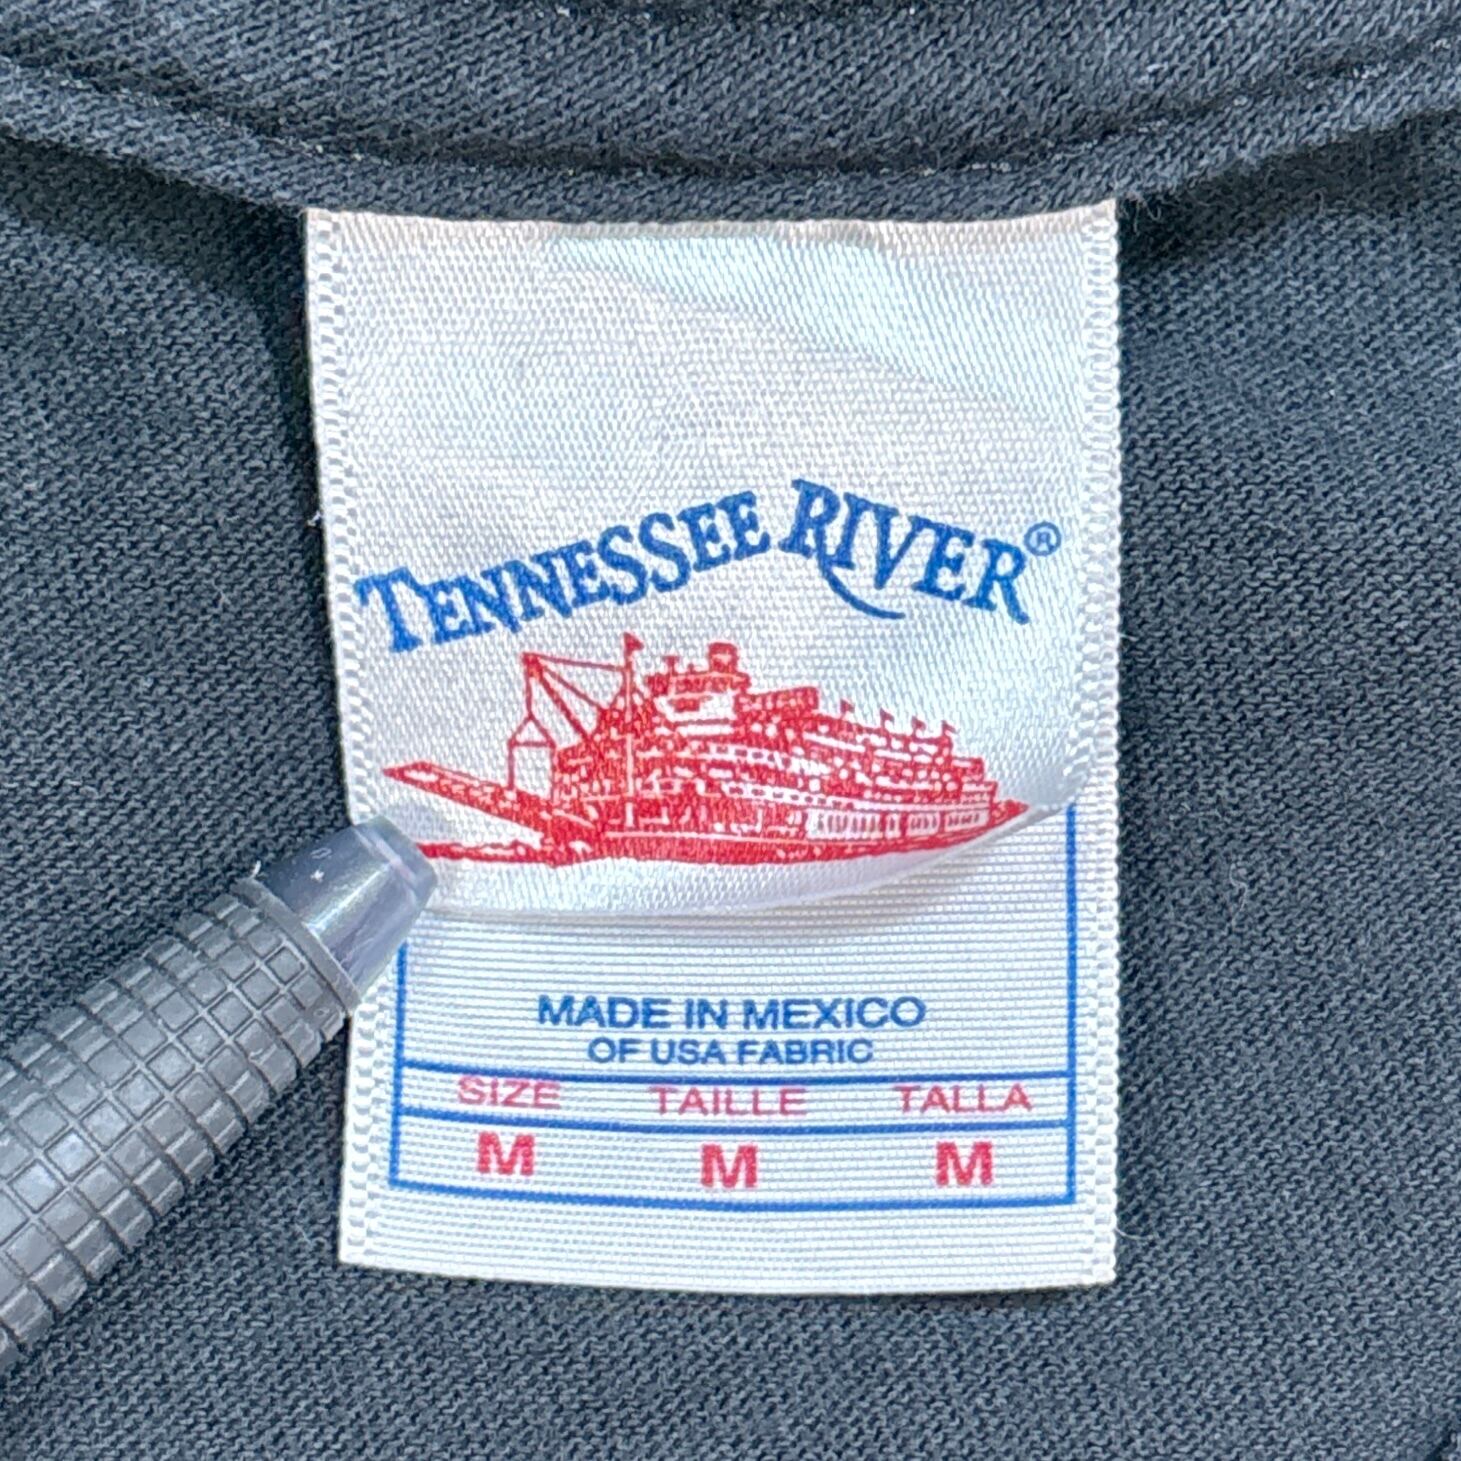 TENNESSEE RIVER®
MADE IN MEXICO
OF USA FABRIC
SIZE TAILLE TALLA
M M M